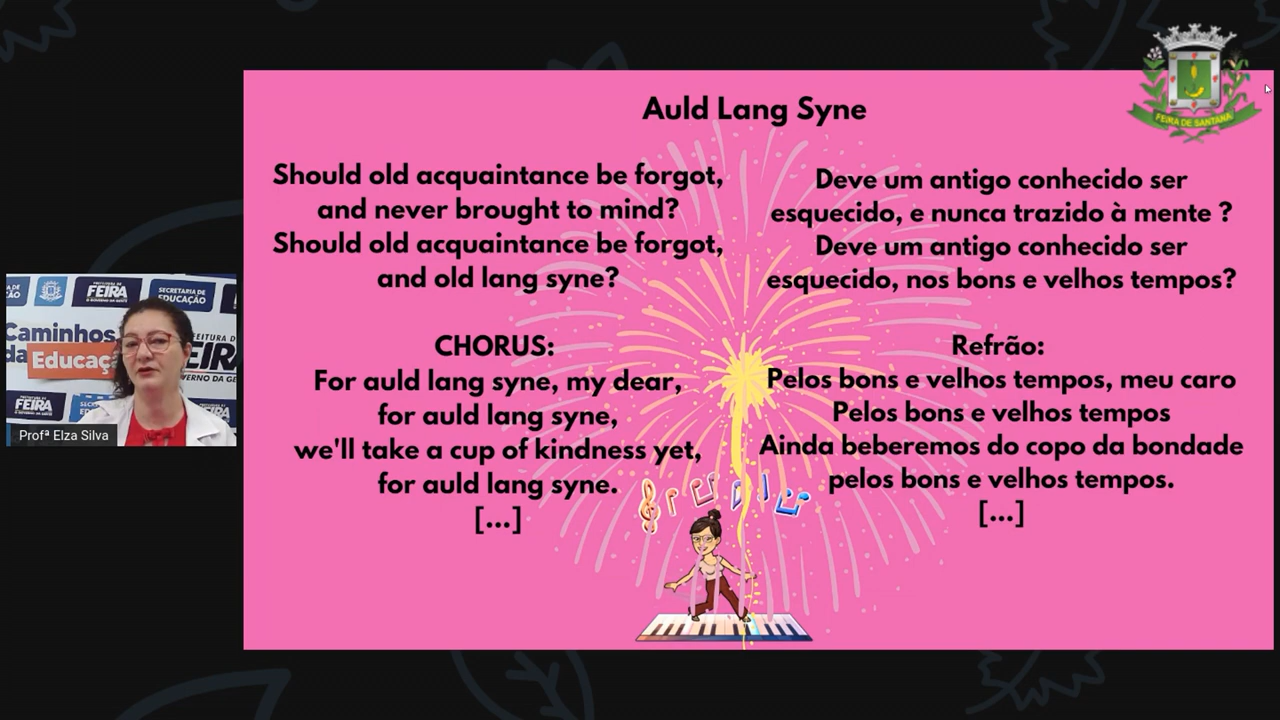 Auld Lang Syne
Should old acquaintance be forgot,
and never brought to mind?
Should old acquaintance be forgot,
and old lang syne?
CHORUS:
For auld lang syne, my dear,
for auld lang syne,
we'll take a cup of kindness yet,
for auld lang syne.
[...]
Deve um antigo conhecido ser
esquecido, e nunca trazido à mente ?
Deve um antigo conhecido ser
esquecido, nos bons e velhos tempos?
Refrão:
Pelos bons e velhos tempos, meu caro
Pelos bons e velhos tempos
Ainda beberemos do copo da bondade
pelos bons e velhos tempos.
[...]
FEIRA DE SANTANA
FEIRA
SECRETARIA DE
EDUCAÇÃO
Caminhos
da Educaç
EIRA
FEIRA
Profª Elza Silva